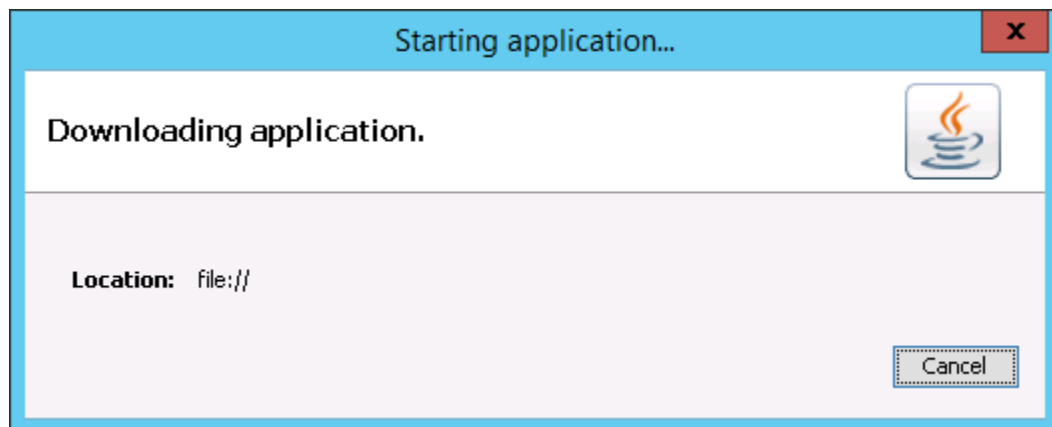 Starting application...
x
Downloading application.
Location: file://
Cancel